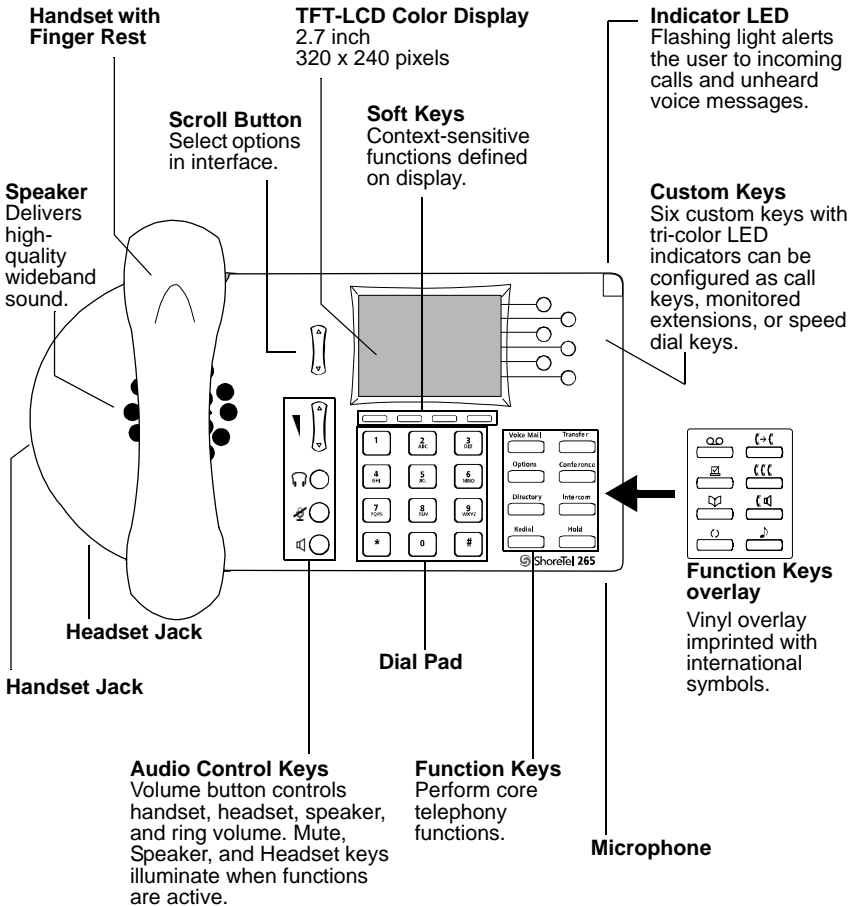 Handset with
Finger Rest
TFT-LCD Color Display
2.7 inch
320 x 240 pixels
Indicator LED
Flashing light alerts
the user to incoming
calls and unheard
voice messages.
Scroll Button
Select options
in interface.
Soft Keys
Context-sensitive
functions defined
on display.
Speaker
Delivers
high-
quality
wideband
sound.
Custom Keys
Six custom keys with
tri-color LED
indicators can be
configured as call
keys, monitored
extensions, or speed
dial keys.
1
2
ABC
3
DEF
4
GHI
5
JKL
6
MNO
7
PQRS
8
TUV
9
WXYZ
*
0
#
Voice Mail
Transfer
Options
Conference
Directory
Intercom
Redial
Hold
ShoreTel 265
Function Keys
overlay
Vinyl overlay
imprinted with
international
symbols.
Headset Jack
Handset Jack
Dial Pad
Audio Control Keys
Volume button controls
handset, headset, speaker,
and ring volume. Mute,
Speaker, and Headset keys
illuminate when functions
are active.
Function Keys
Perform core
telephony
functions.
Microphone